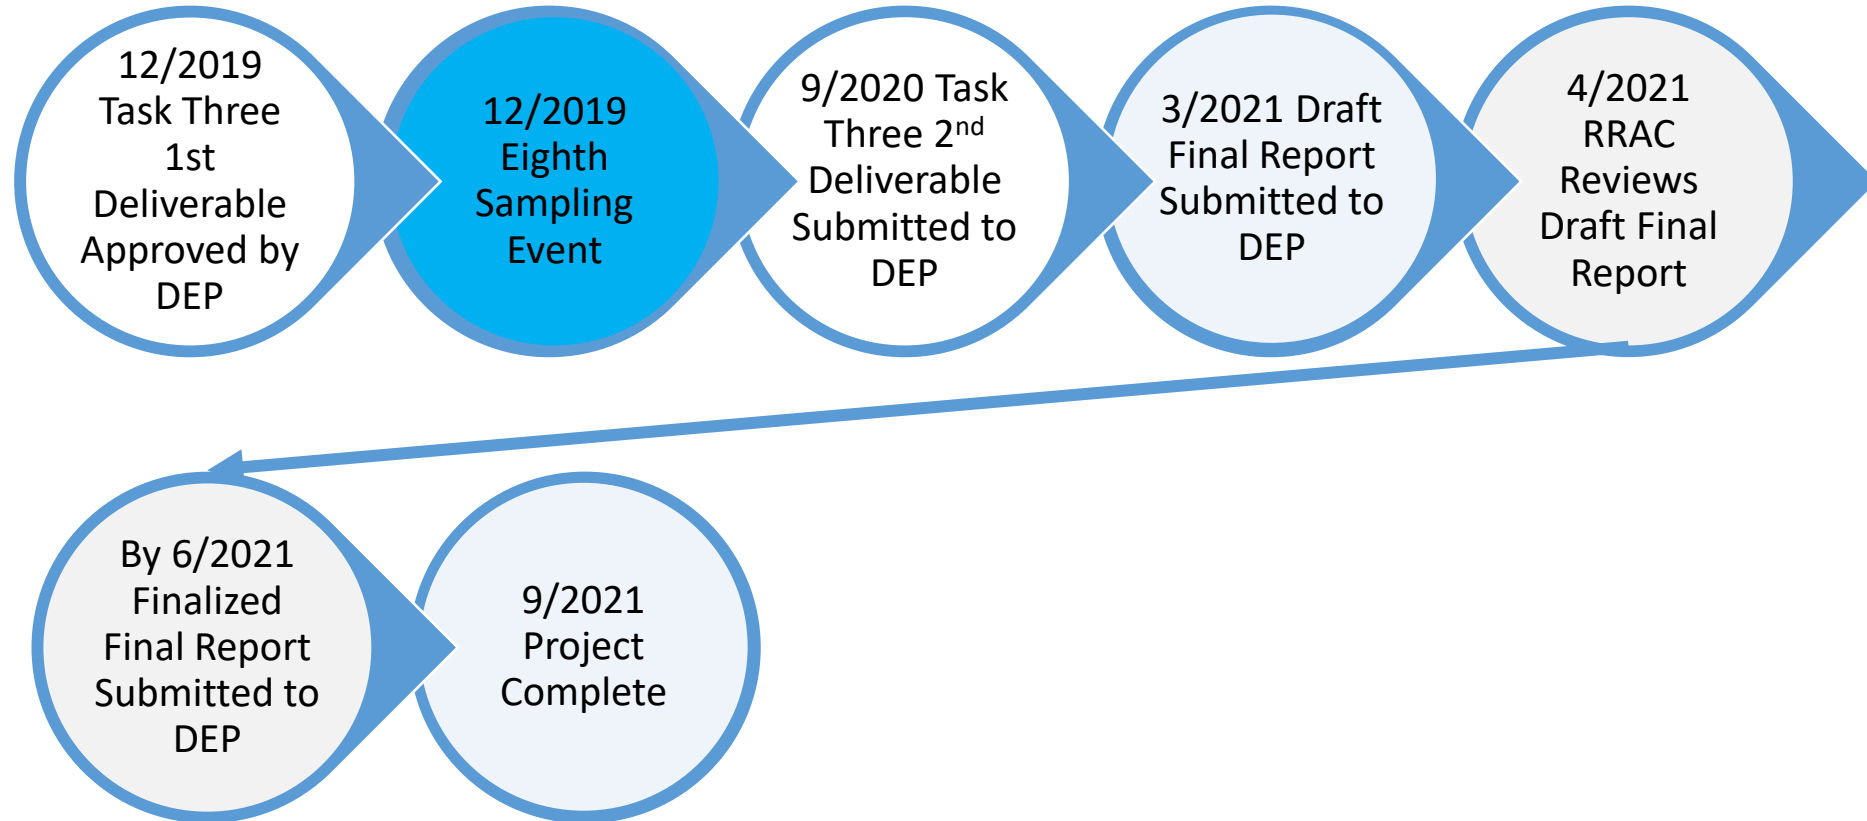 12/2019
Task Three
1st
Deliverable
Approved by
DEP
12/2019
Eighth
Sampling
Event
9/2020 Task
Three 2nd
Deliverable
Submitted to
DEP
3/2021 Draft
Final Report
Submitted to
DEP
4/2021
RRAC
Reviews
Draft Final
Report
By 6/2021
Finalized
Final Report
Submitted to
DEP
9/2021
Project
Complete